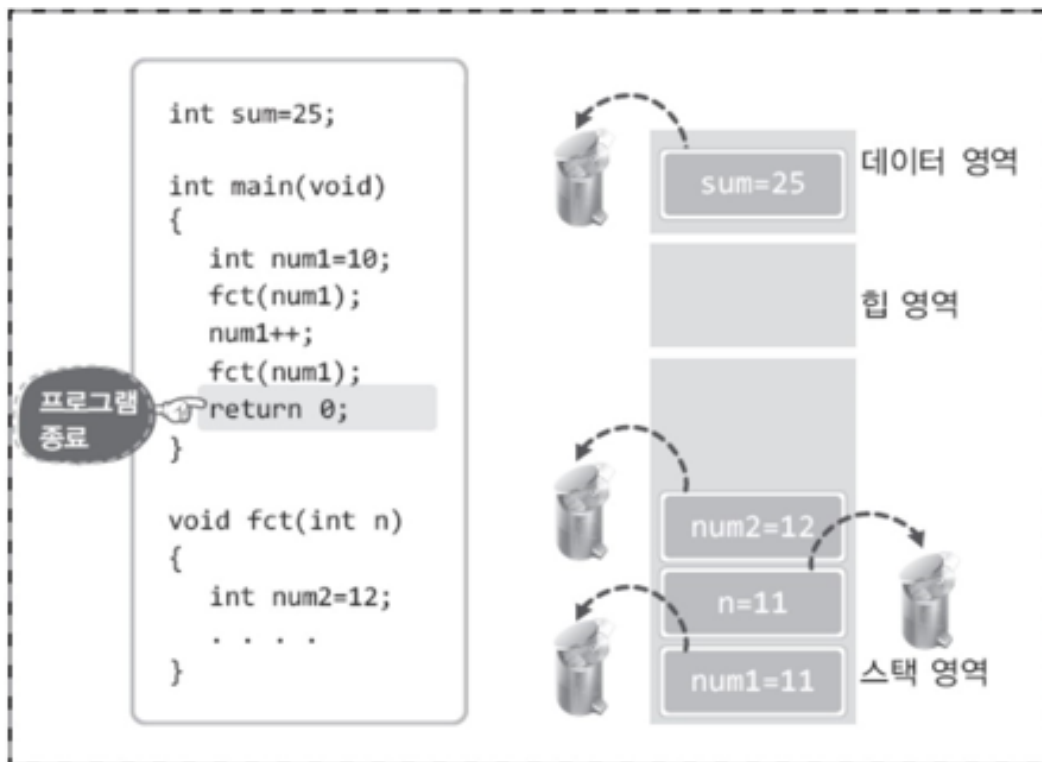 int sum=25;
int main(void)
{
int num1=10;
fct(num1);
num1++;
fct(num1);
return 0;
}
void fct(int n)
{
int num2=12;
. . . .
}
프로그램
종료
sum=25
데이터 영역
힙 영역
num2=12
n=11
num1=11
스택 영역